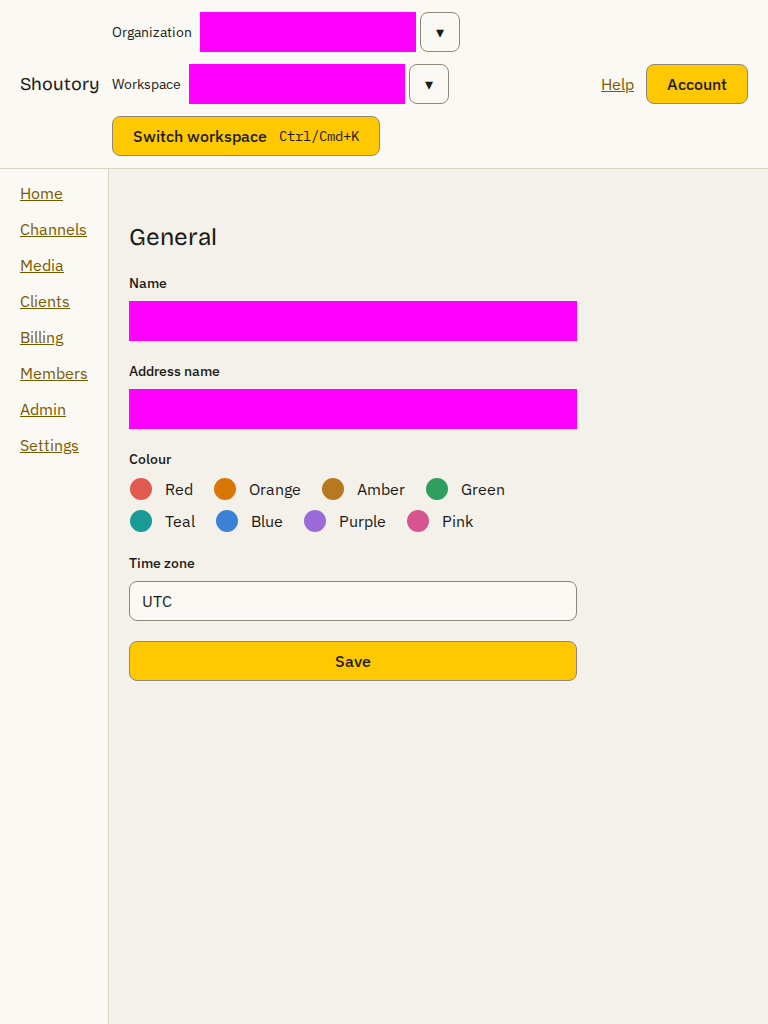 Organization ▼
Shoutory Workspace ▼ Help Account
Switch workspace Ctrl/Cmd+K
Home
Channels
Media
Clients
Billing
Members
Admin
Settings
General
Name
Address name
Colour
Red Orange Amber Green
Teal Blue Purple Pink
Time zone
UTC
Save